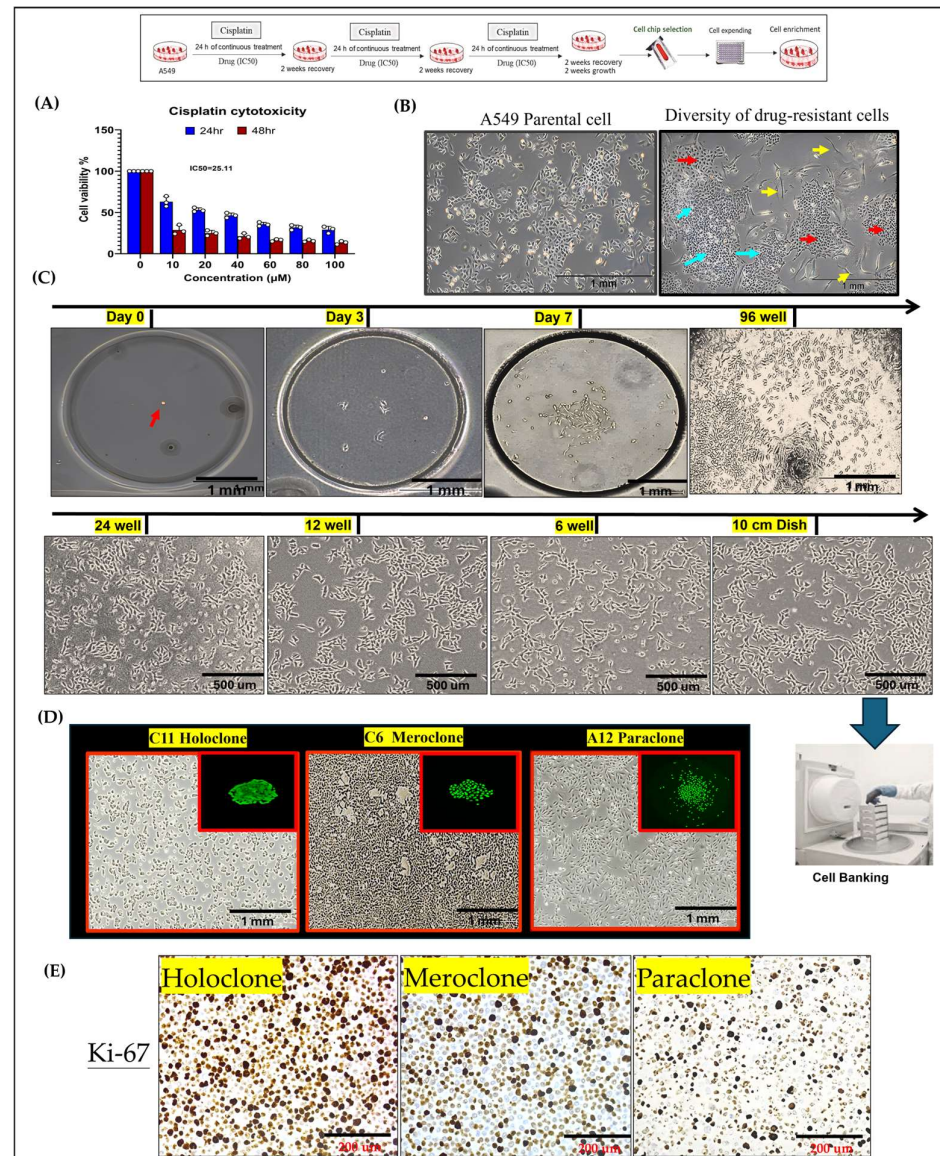 Cisplatin
Cisplatin
Cisplatin
24 h of continuous treatment
24 h of continuous treatment
24 h of continuous treatment
Cell chip selection
Cell expending
Cell enrichment
Drug (IC50)
Drug (IC50)
Drug (IC50)
A549
2 weeks recovery
2 weeks recovery
2 weeks recovery
2 weeks growth
(A)
Cisplatin cytotoxicity
24hr
48hr
Cell vaibility %
150
100
50
0
IC50=25.11
0
10
20
40
60
80
100
Concentration (µM)
(B)
A549 Parental cell
Diversity of drug-resistant cells
1 mm
1 mm
(C)
Day 0
Day 3
Day 7
96 well
1 mm
1 mm
1 mm
1 mm
1 mm
24 well
12 well
6 well
10 cm Dish
500 um
500 um
500 um
500 um
(D)
C11 Holoclone
C6 Meroclone
A12 Paraclone
1 mm
1 mm
1 mm
Cell Banking
(E)
Holoclone
Meroclone
Paraclone
Ki-67
200 um
200 um
200 um